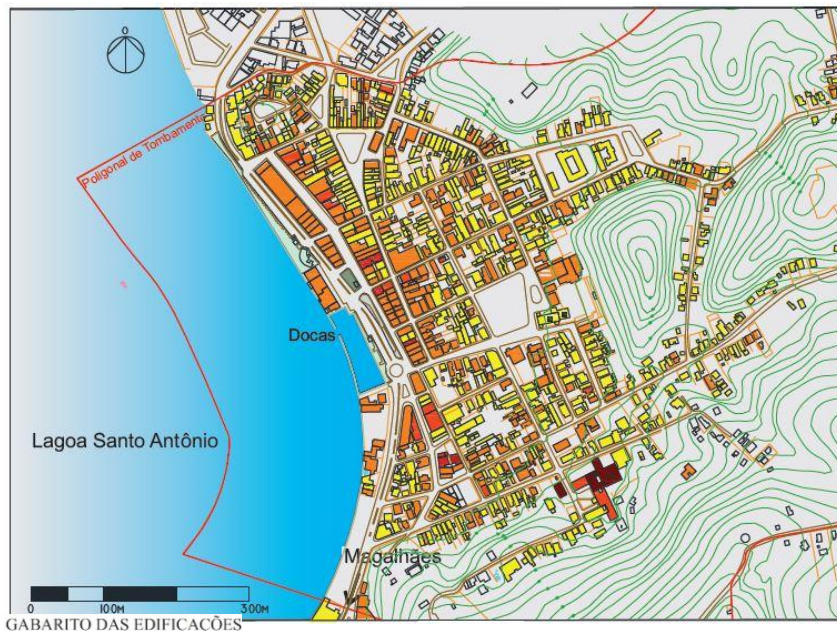 Poligonal de Tombamento
Docas
Lagoa Santo Antônio
Magalhães
0 100M 300M
GABARITO DAS EDIFICAÇÕES